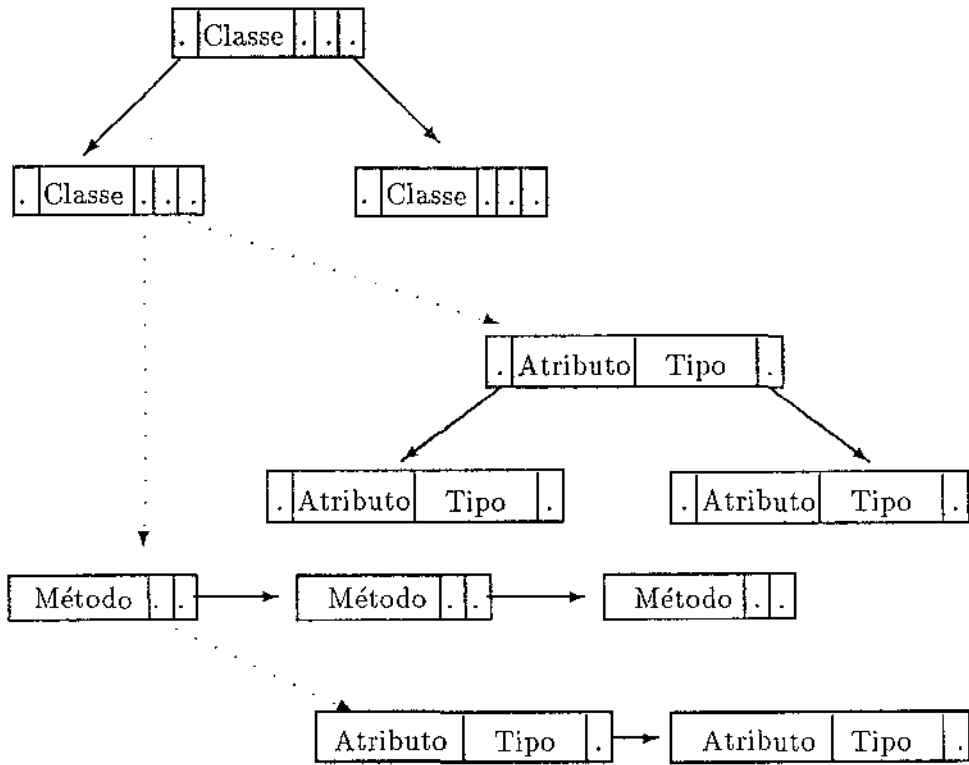 . Classe . . .
. Classe . . .
. Classe . . .
. Atributo Tipo .
. Atributo Tipo .
. Atributo Tipo .
Método . .
Método . .
Método . .
Atributo Tipo .
Atributo Tipo .